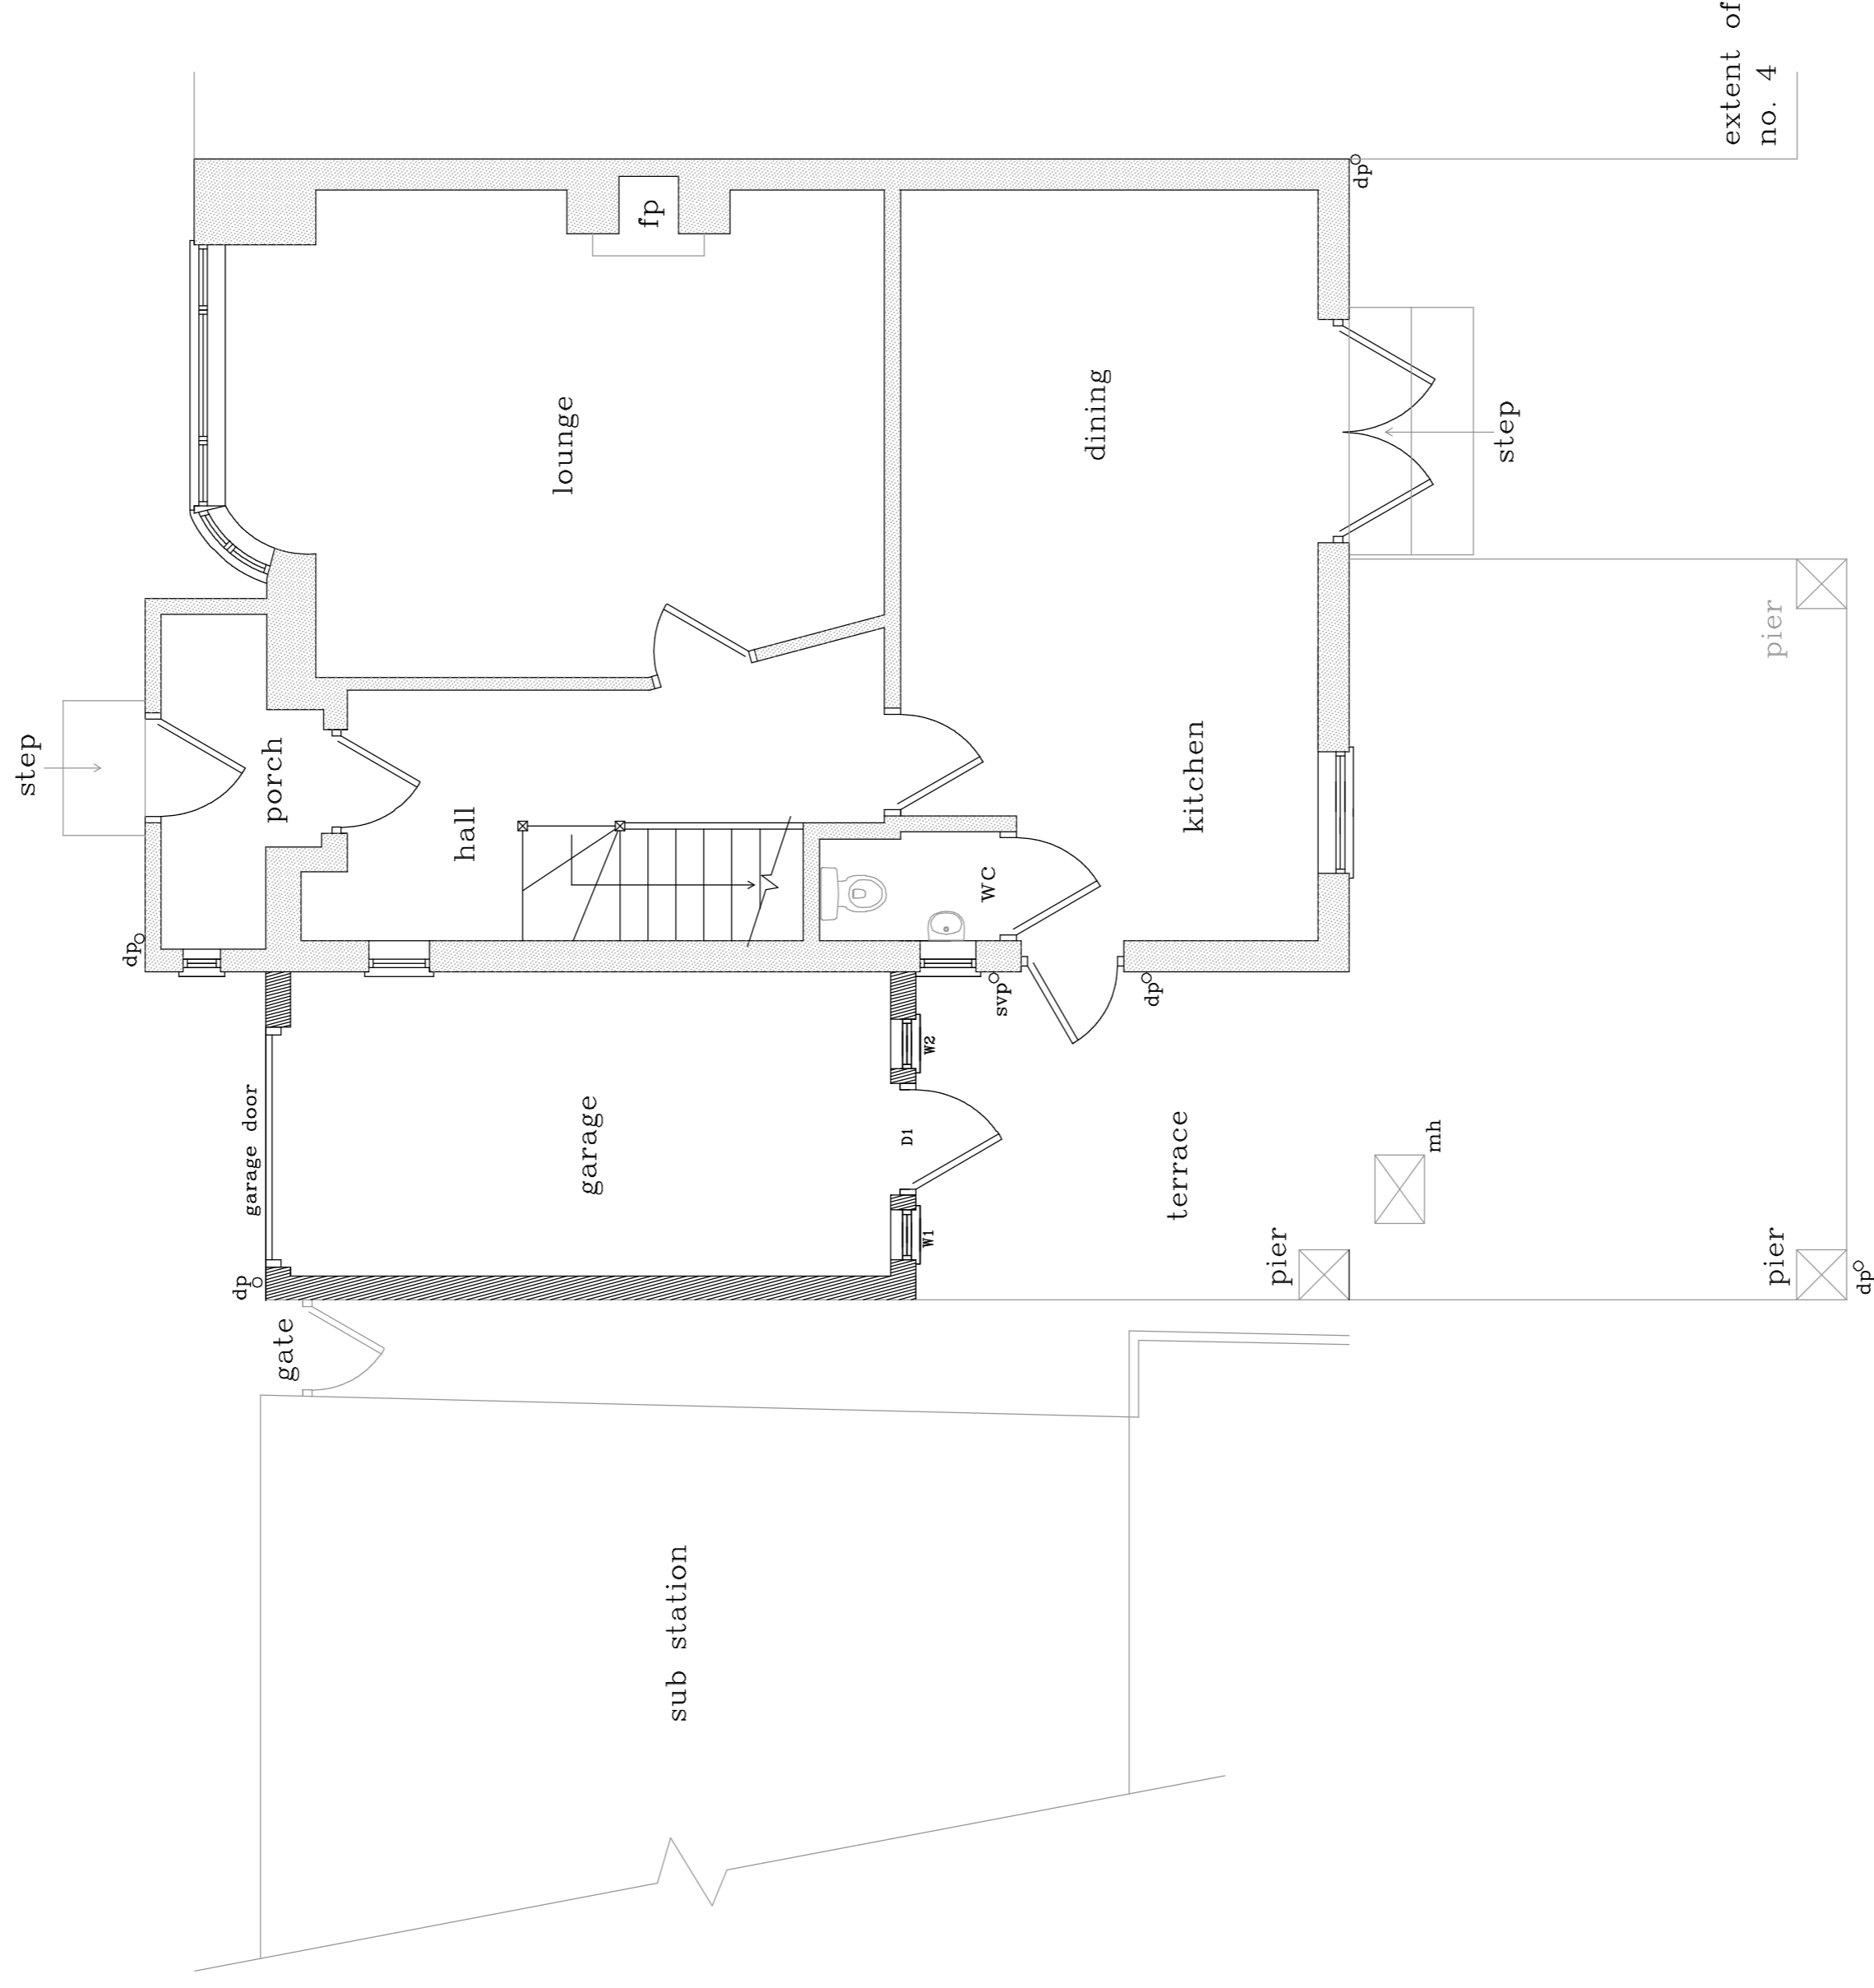 extent of
no. 4
dp
fp
lounge
dining
step
pier
step
porch
hall
kitchen
wc
dp
svp
dp
W2
garage door
garage
D1
terrace
mh
W1
pier
pier
dp
dp
gate
sub station